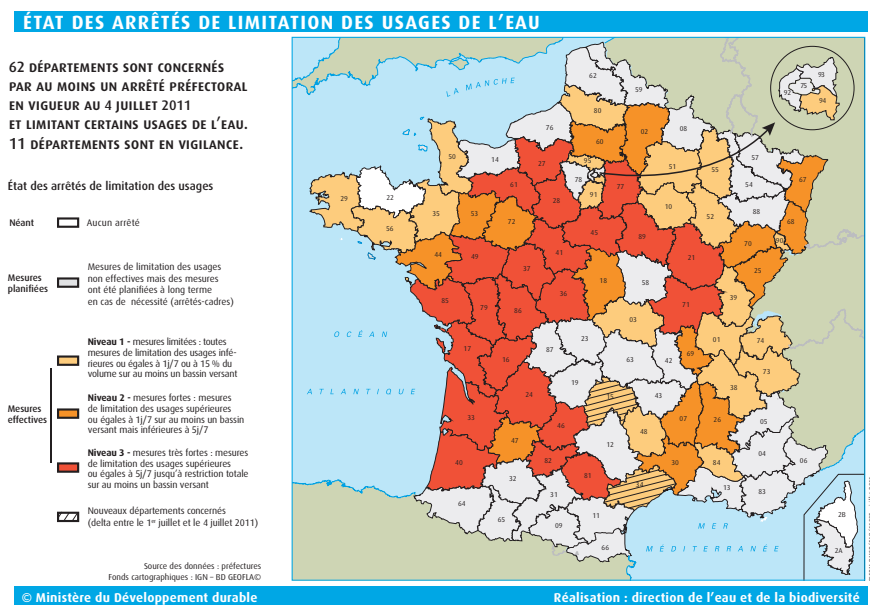 ÉTAT DES ARRÊTÉS DE LIMITATION DES USAGES DE L'EAU
62 DÉPARTEMENTS SONT CONCERNÉS
PAR AU MOINS UN ARRÊTÉ PRÉFECTORAL
EN VIGUEUR AU 4 JUILLET 2011
ET LIMITANT CERTAINS USAGES DE L'EAU.
11 DÉPARTEMENTS SONT EN VIGILANCE.
État des arrêtés de limitation des usages
Néant
Aucun arrêté
Mesures
planifiées
Mesures de limitation des usages
non effectives mais des mesures
ont été planifiées à long terme
en cas de nécessité (arrêtés-cadres)
Mesures
effectives
Niveau 1 - mesures limitées : toutes
mesures de limitation des usages infé-
rieures ou égales à 1j/7 ou à 15 % du
volume sur au moins un bassin versant
Niveau 2 - mesures fortes : mesures
de limitation des usages supérieures
ou égales à 1j/7 sur au moins un bassin
versant mais inférieures à 5j/7
Niveau 3 - mesures très fortes : mesures
de limitation des usages supérieures
ou égales à 5j/7 jusqu'à restriction totale
sur au moins un bassin versant
Nouveaux départements concernés
(delta entre le 1er juillet et le 4 juillet 2011)
Source des données : préfectures
Fonds cartographiques : IGN – BD GEOFLA©
LA MANCHE
OCÉAN
ATLANTIQUE
MER
MÉDITERRANÉE
93
75
92
94
62
59
80
76
02
08
60
50
14
27
95
51
55
57
67
78
77
54
61
91
29
22
28
10
88
68
35
53
72
52
56
45
89
70
90
41
21
44
49
25
37
18
58
36
39
85
79
86
71
03
01
74
17
87
23
69
16
63
42
73
19
38
24
15
43
33
46
07
26
05
48
47
12
82
04
06
30
84
40
81
34
32
13
83
31
64
11
65
09
66
2B
2A
© Ministère du Développement durable
Réalisation : direction de l'eau et de la biodiversité